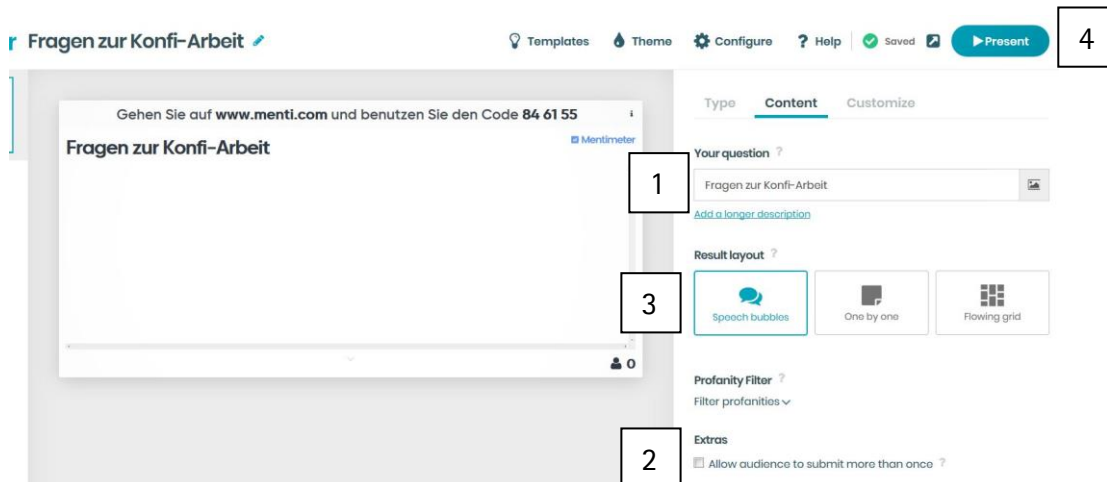 r Fragen zur Konfi-Arbeit Templates Theme Configure ? Help Saved Present 4
Type Content Customize
Gehen Sie auf www.menti.com und benutzen Sie den Code 84 61 55 i
Mentimeter
Fragen zur Konfi-Arbeit
Your question ?
1
Fragen zur Konfi-Arbeit
Add a longer description
Result layout ?
3
Speech bubbles One by one Flowing grid
0
Profanity Filter ?
Filter profanities
Extras
2
Allow audience to submit more than once ?